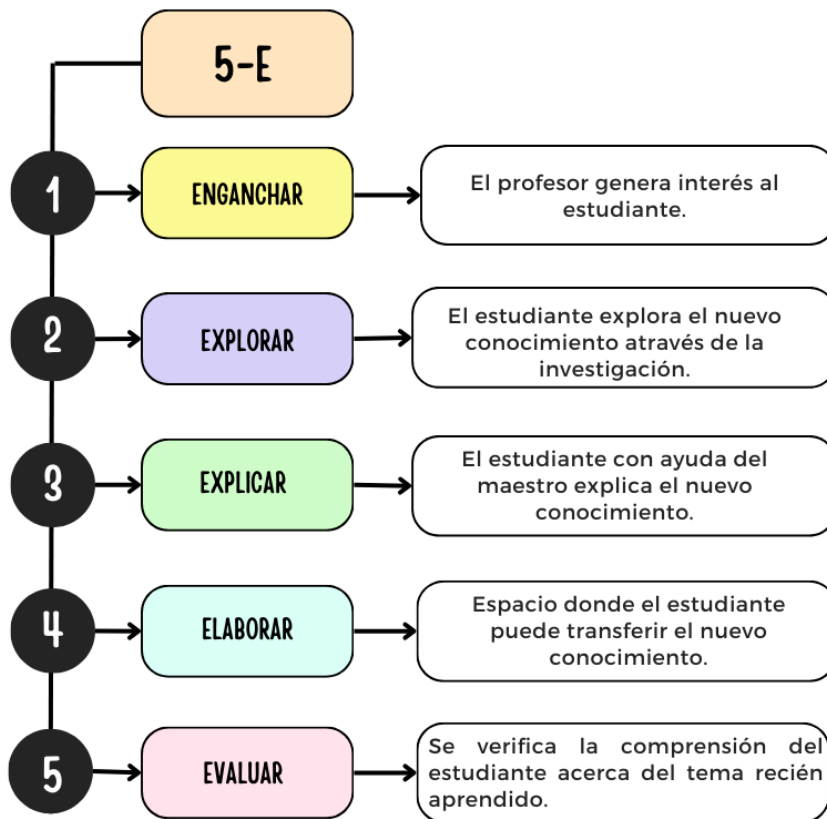 5-E
1
ENGANCHAR
El profesor genera interés al
estudiante.
2
EXPLORAR
El estudiante explora el nuevo
conocimiento através de la
investigación.
3
EXPLICAR
El estudiante con ayuda del
maestro explica el nuevo
conocimiento.
4
ELABORAR
Espacio donde el estudiante
puede transferir el nuevo
conocimiento.
5
EVALUAR
Se verifica la comprensión del
estudiante acerca del tema recién
aprendido.